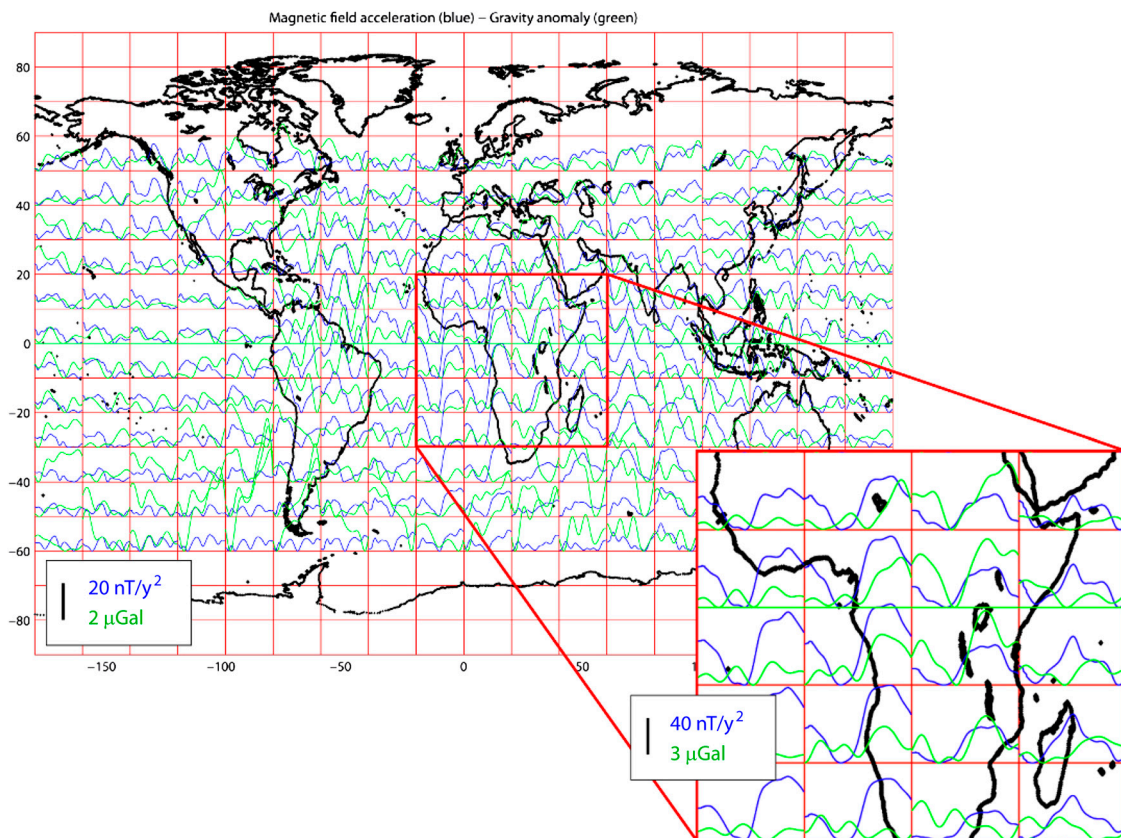 Magnetic field acceleration (blue) – Gravity anomaly (green)
80
60
40
20
0
−20
−40
−60
−80
20 nT/y²
2 μGal
−150
−100
−50
0
50
40 nT/y²
3 μGal